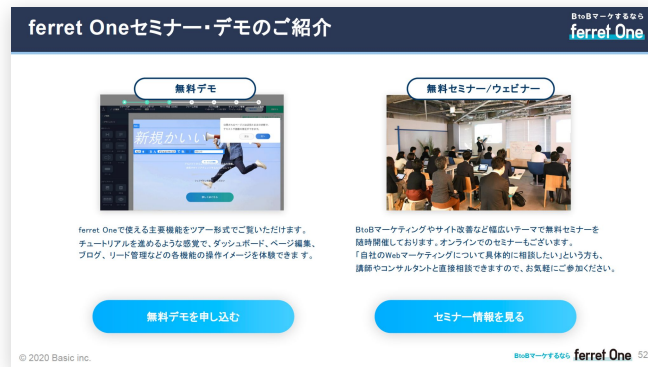 ferret Oneセミナー・デモのご紹介
BtoBマーケするなら
ferret One
無料デモ
新規かいい
ferret Oneで使える主要機能をツアー形式でご覧いただけます。
チュートリアルを進めるような感覚で、ダッシュボード、ページ編集、
ブログ、リード管理などの各機能の操作イメージを体験できます。
無料デモを申し込む
無料セミナー/ウェビナー
BtoBマーケティングやサイト改善など幅広いテーマで無料セミナーを
随時開催しております。オンラインでのセミナーもございます。
「自社のWebマーケティングについて具体的に相談したい」という方も、
講師やコンサルタントと直接相談できますので、お気軽にご参加ください。
セミナー情報を見る
© 2020 Basic inc.
BtoBマーケするなら ferret One 52